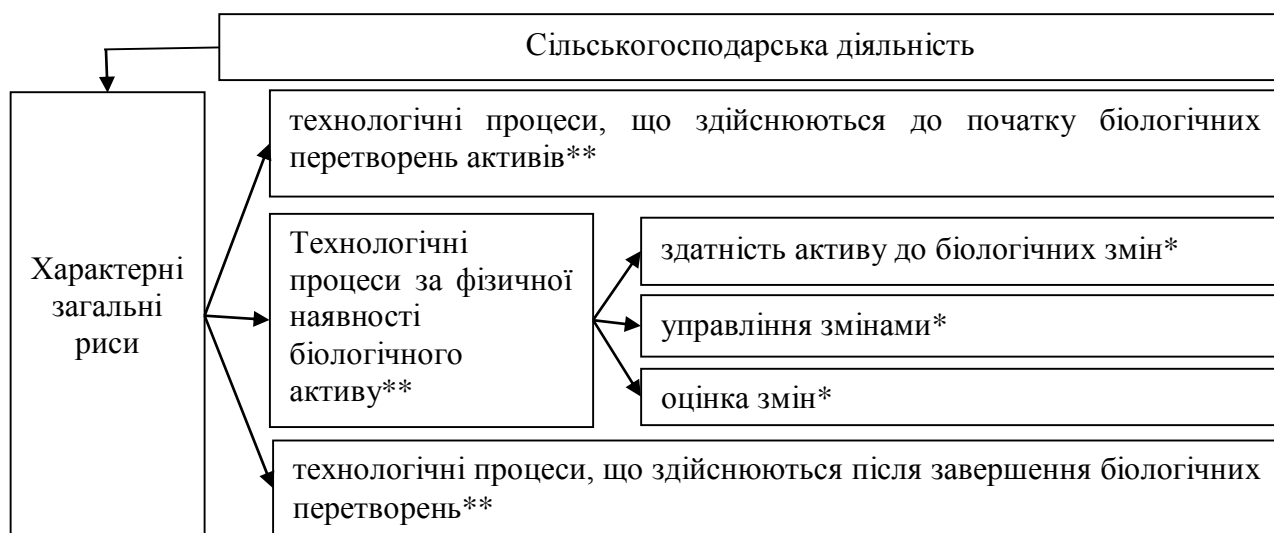 Сільськогосподарська діяльність
Характерні
загальні
риси
технологічні процеси, що здійснюються до початку біологічних
перетворень активів**
Технологічні
процеси за фізичної
наявності
біологічного
активу**
здатність активу до біологічних змін*
управління змінами*
оцінка змін*
технологічні процеси, що здійснюються після завершення біологічних
перетворень**